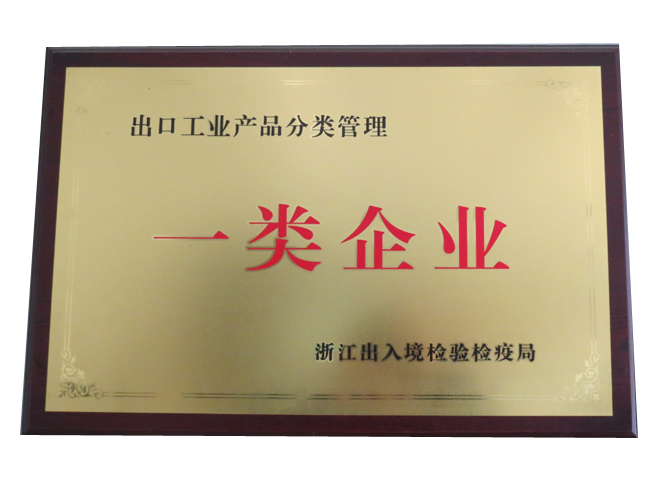 出口工业产品分类管理
一类企业
浙江出入境检验检疫局